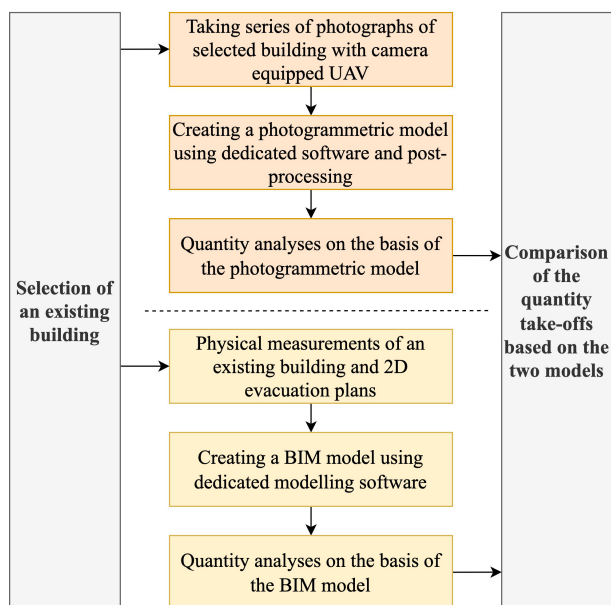 Selection of
an existing
building
Taking series of photographs of
selected building with camera
equipped UAV
Creating a photogrammetric model
using dedicated software and post-
processing
Quantity analyses on the basis of
the photogrammetric model
Physical measurements of an
existing building and 2D
evacuation plans
Creating a BIM model using
dedicated modelling software
Quantity analyses on the basis of
the BIM model
Comparison
of the
quantity
take-offs
based on the
two models